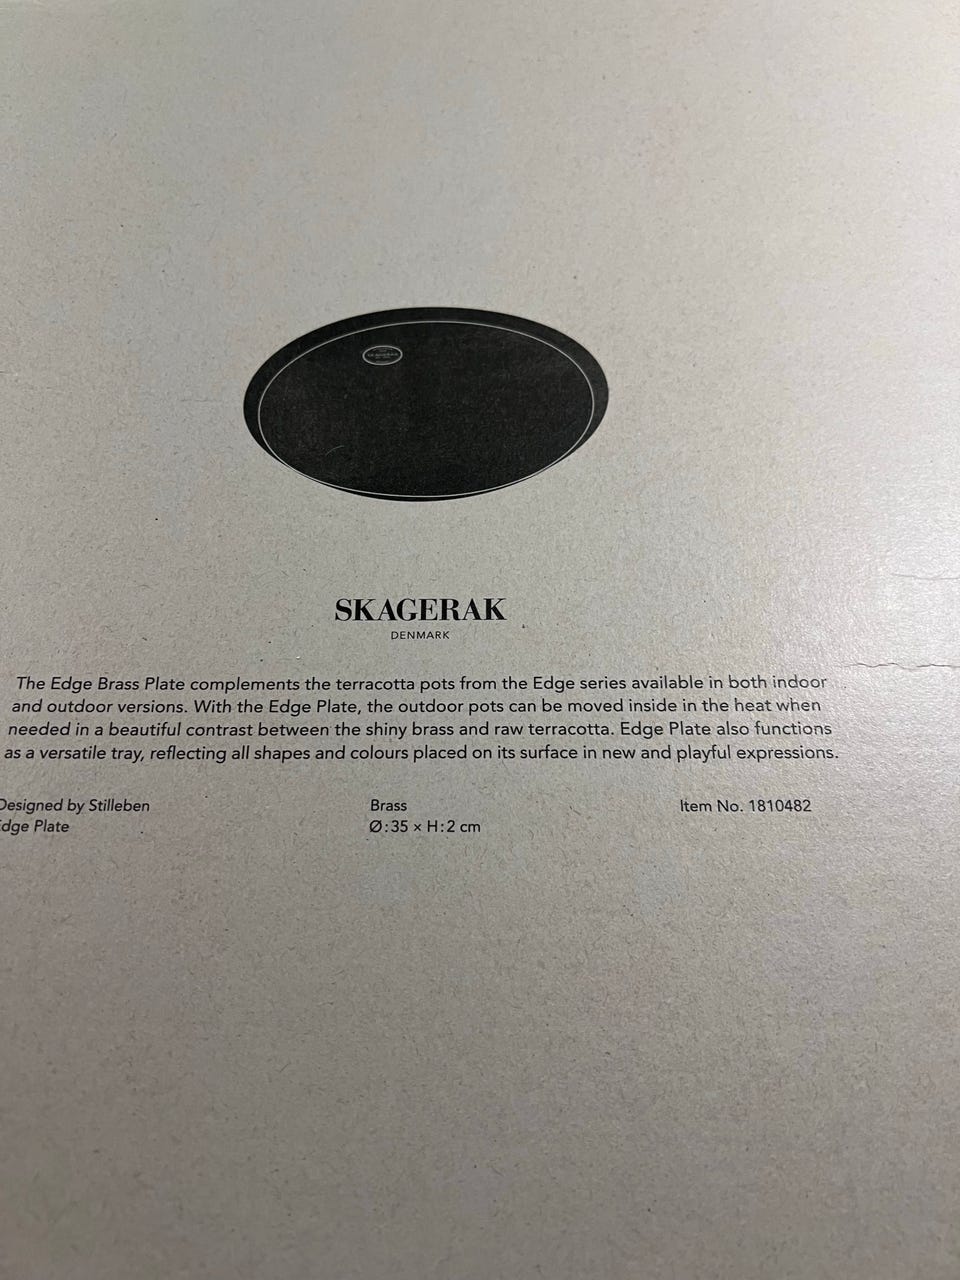 SKAGERAK
SKAGERAK
DENMARK
The Edge Brass Plate complements the terracotta pots from the Edge series available in both indoor
and outdoor versions. With the Edge Plate, the outdoor pots can be moved inside in the heat when
needed in a beautiful contrast between the shiny brass and raw terracotta. Edge Plate also functions
as a versatile tray, reflecting all shapes and colours placed on its surface in new and playful expressions.
Designed by Stilleben
Edge Plate
Brass
Ø:35 × H:2 cm
Item No. 1810482